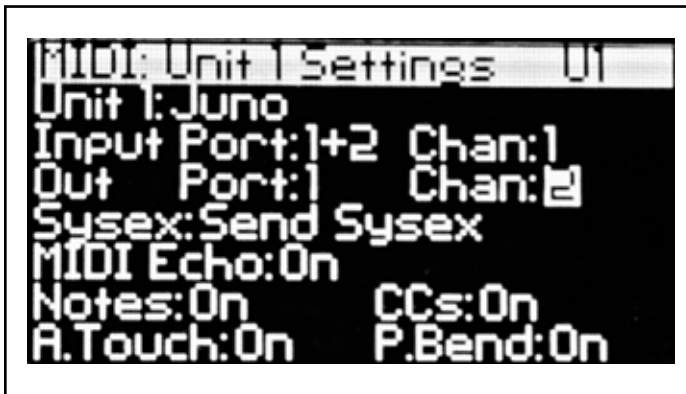 MIDI: Unit 1 Settings U1
Unit 1: Juno
Input Port:1+2 Chan:1
Out Port:1 Chan:2
Sysex:Send Sysex
MIDI Echo:On
Notes:On CCs:On
A.Touch:On P.Bend:On